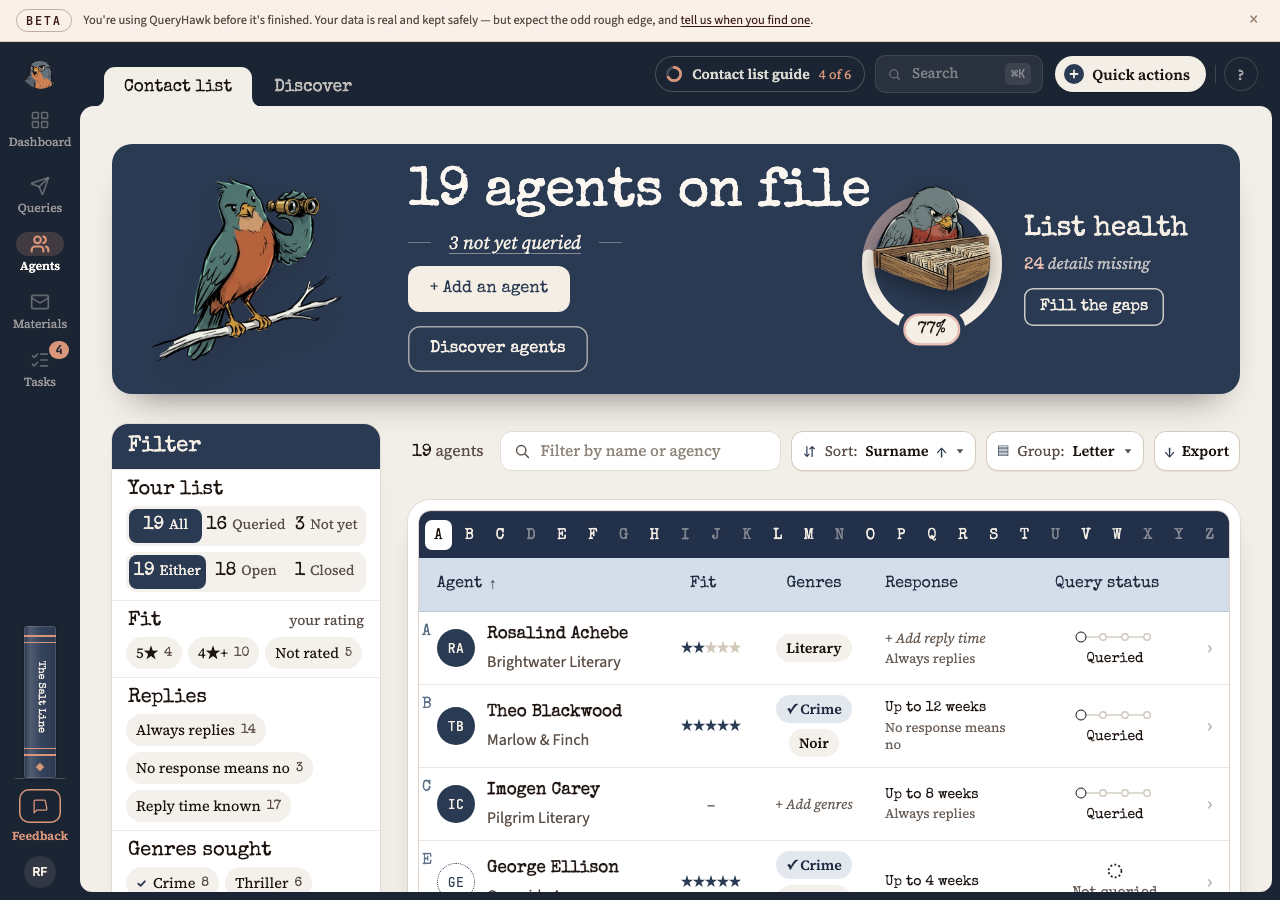 BETA You're using QueryHawk before it's finished. Your data is real and kept safely — but expect the odd rough edge, and tell us when you find one. ×
Contact list Discover Contact list guide 4 of 6 Search ⌘K + Quick actions ?
Dashboard
Queries
Agents
Materials
4
Tasks
The Salt Line
Feedback
RF
19 agents on file
3 not yet queried
+ Add an agent
Discover agents
77%
List health
24 details missing
Fill the gaps
Filter
Your list
19 All 16 Queried 3 Not yet
19 Either 18 Open 1 Closed
Fit your rating
5★ 4 4★+ 10 Not rated 5
Replies
Always replies 14
No response means no 3
Reply time known 17
Genres sought
✓ Crime 8 Thriller 6
19 agents Filter by name or agency Sort: Surname ↑ ▾ Group: Letter ▾ ↓ Export
A B C D E F G H I J K L M N O P Q R S T U V W X Y Z
Agent ↑ Fit Genres Response Query status
A
RA
Rosalind Achebe
Brightwater Literary
★★★★★
Literary
+ Add reply time
Always replies
Queried
›
B
TB
Theo Blackwood
Marlow & Finch
★★★★★
✓ Crime
Noir
Up to 12 weeks
No response means
no
Queried
›
C
IC
Imogen Carey
Pilgrim Literary
–
+ Add genres
Up to 8 weeks
Always replies
Queried
›
E
GE
George Ellison
★★★★★
✓ Crime
Up to 4 weeks
Not queried
›